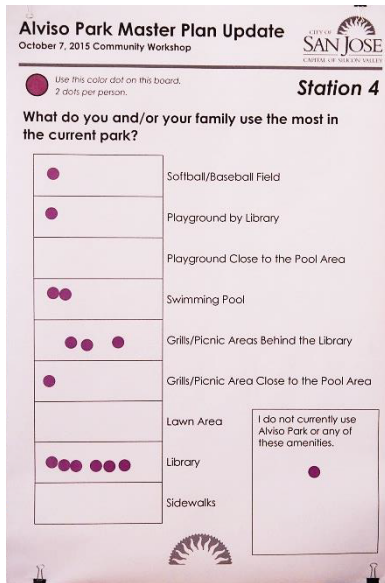 Alviso Park Master Plan Update
October 7, 2015 Community Workshop
CITY OF
SAN JOSE
CAPITAL OF SILICON VALLEY
Use this color dot on this board.
2 dots per person.
Station 4
What do you and/or your family use the most in
the current park?
Softball/Baseball Field
Playground by Library
Playground Close to the Pool Area
Swimming Pool
Grills/Picnic Areas Behind the Library
Grills/Picnic Area Close to the Pool Area
Lawn Area
I do not currently use
Alviso Park or any of
these amenities.
Library
Sidewalks